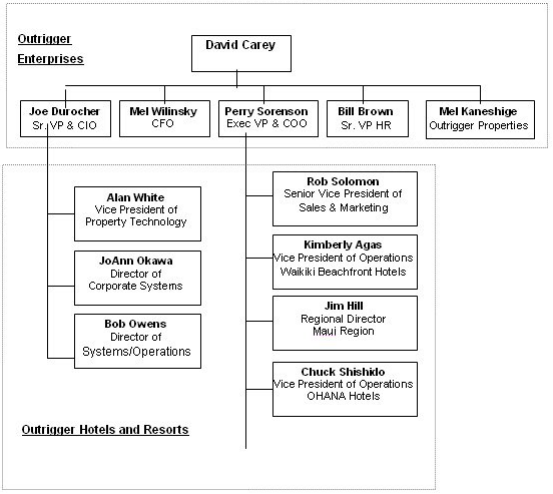 Outrigger
Enterprises
David Carey
Joe Durocher
Sr. VP & CIO
Mel Wilinsky
CFO
Perry Sorenson
Exec VP & COO
Bill Brown
Sr. VP HR
Mel Kaneshige
Outrigger Properties
Alan White
Vice President of
Property Technology
JoAnn Okawa
Director of
Corporate Systems
Bob Owens
Director of
Systems/Operations
Rob Solomon
Senior Vice President of
Sales & Marketing
Kimberly Agas
Vice President of Operations
Waikiki Beachfront Hotels
Jim Hill
Regional Director
Maui Region
Chuck Shishido
Vice President of Operations
OHANA Hotels
Outrigger Hotels and Resorts